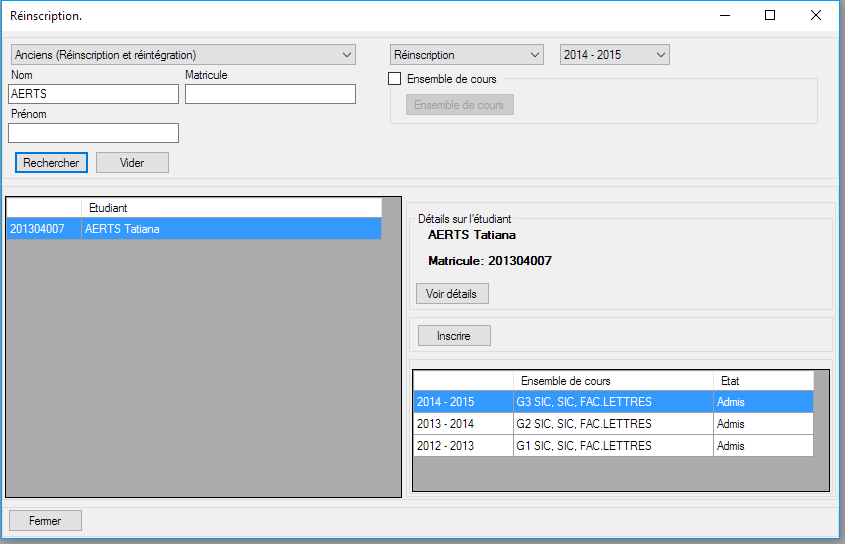 Réinscription.
Anciens (Réinscription et réintégration)
Réinscription
2014 - 2015
Nom
Matricule
AERTS
Ensemble de cours
Ensemble de cours
Prénom
Rechercher
Vider
Etudiant
201304007 AERTS Tatiana
Détails sur l'étudiant
AERTS Tatiana
Matricule: 201304007
Voir détails
Inscrire
Ensemble de cours Etat
2014 - 2015 G3 SIC, SIC, FAC.LETTRES Admis
2013 - 2014 G2 SIC, SIC, FAC.LETTRES Admis
2012 - 2013 G1 SIC, SIC, FAC.LETTRES Admis
Fermer